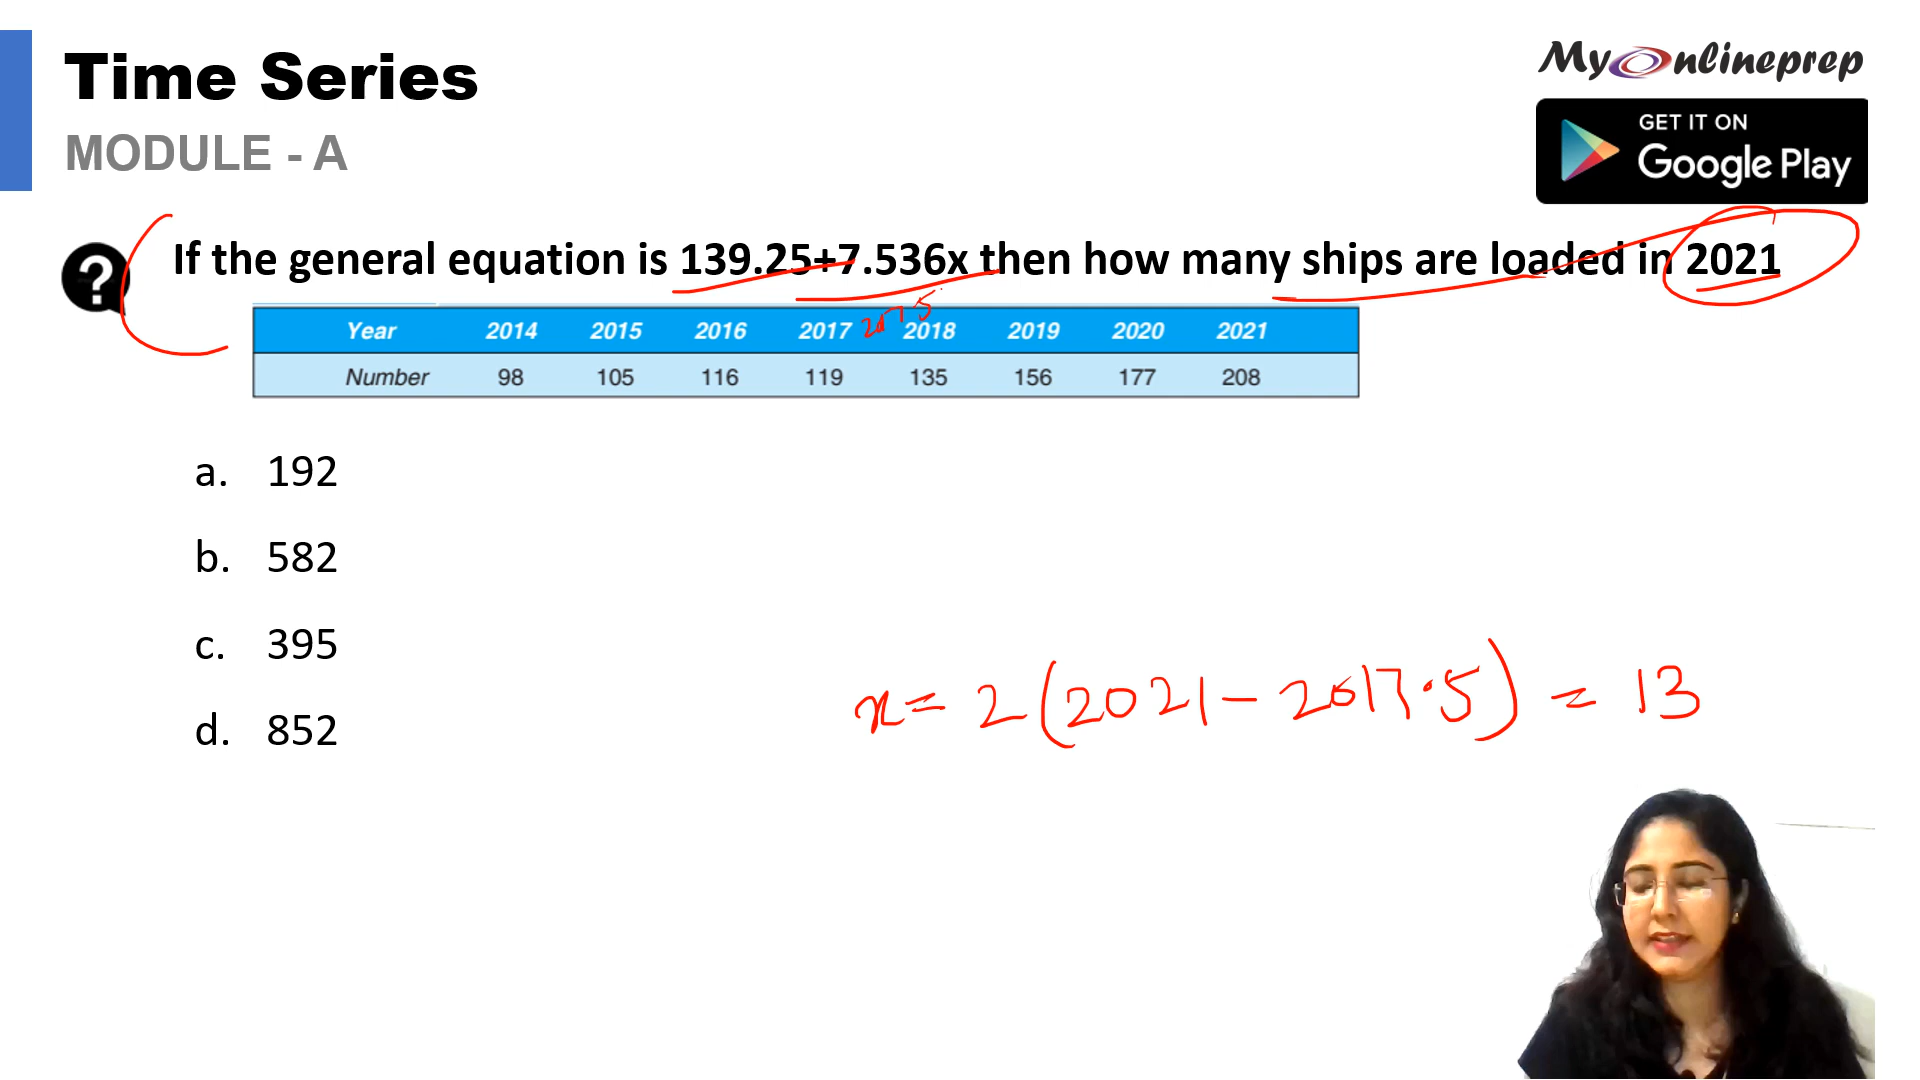 Time Series
MODULE - A
MyOnlineprep
GET IT ON
Google Play
If the general equation is 139.25+7.536x then how many ships are loaded in 2021
2017.5
Year 2014 2015 2016 2017 2018 2019 2020 2021
Number 98 105 116 119 135 156 177 208
a. 192
b. 582
c. 395
d. 852
x = 2(2021 - 2017.5) = 13